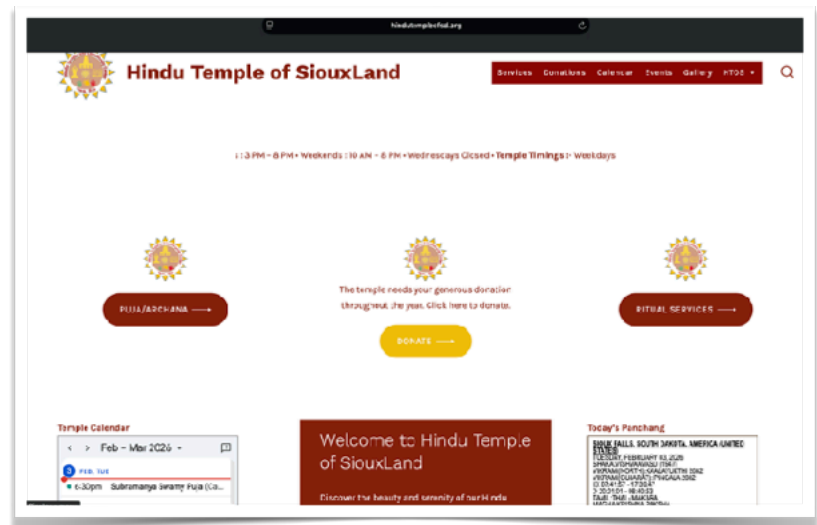 hindutemplesfsd.org
Hindu Temple of SiouxLand
Services Donations Calendar Events Gallery HTOS
: 3 PM - 8 PM • Weekends : 10 AM - 8 PM • Wednesdays Closed • Temple Timings :- Weekdays
The temple needs your generous donation
throughout the year. Click here to donate.
PUJA/ARCHANA
RITUAL SERVICES
DONATE
Temple Calendar
Feb – Mar 2026
3 FEB, TUE
6:30pm Subramanya Swamy Puja (Ca...
Welcome to Hindu Temple
of SiouxLand
Discover the beauty and serenity of our Hindu
Today's Panchang
SIOUX FALLS, SOUTH DAKOTA, AMERICA (UNITED
STATES)
TUESDAY, FEBRUARY 03, 2026